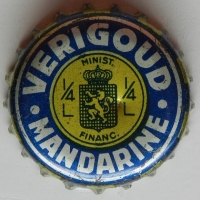 · VERIGOUD ·
MINIST.
1/4 L
1/4 L
FINANC.
MANDARINE